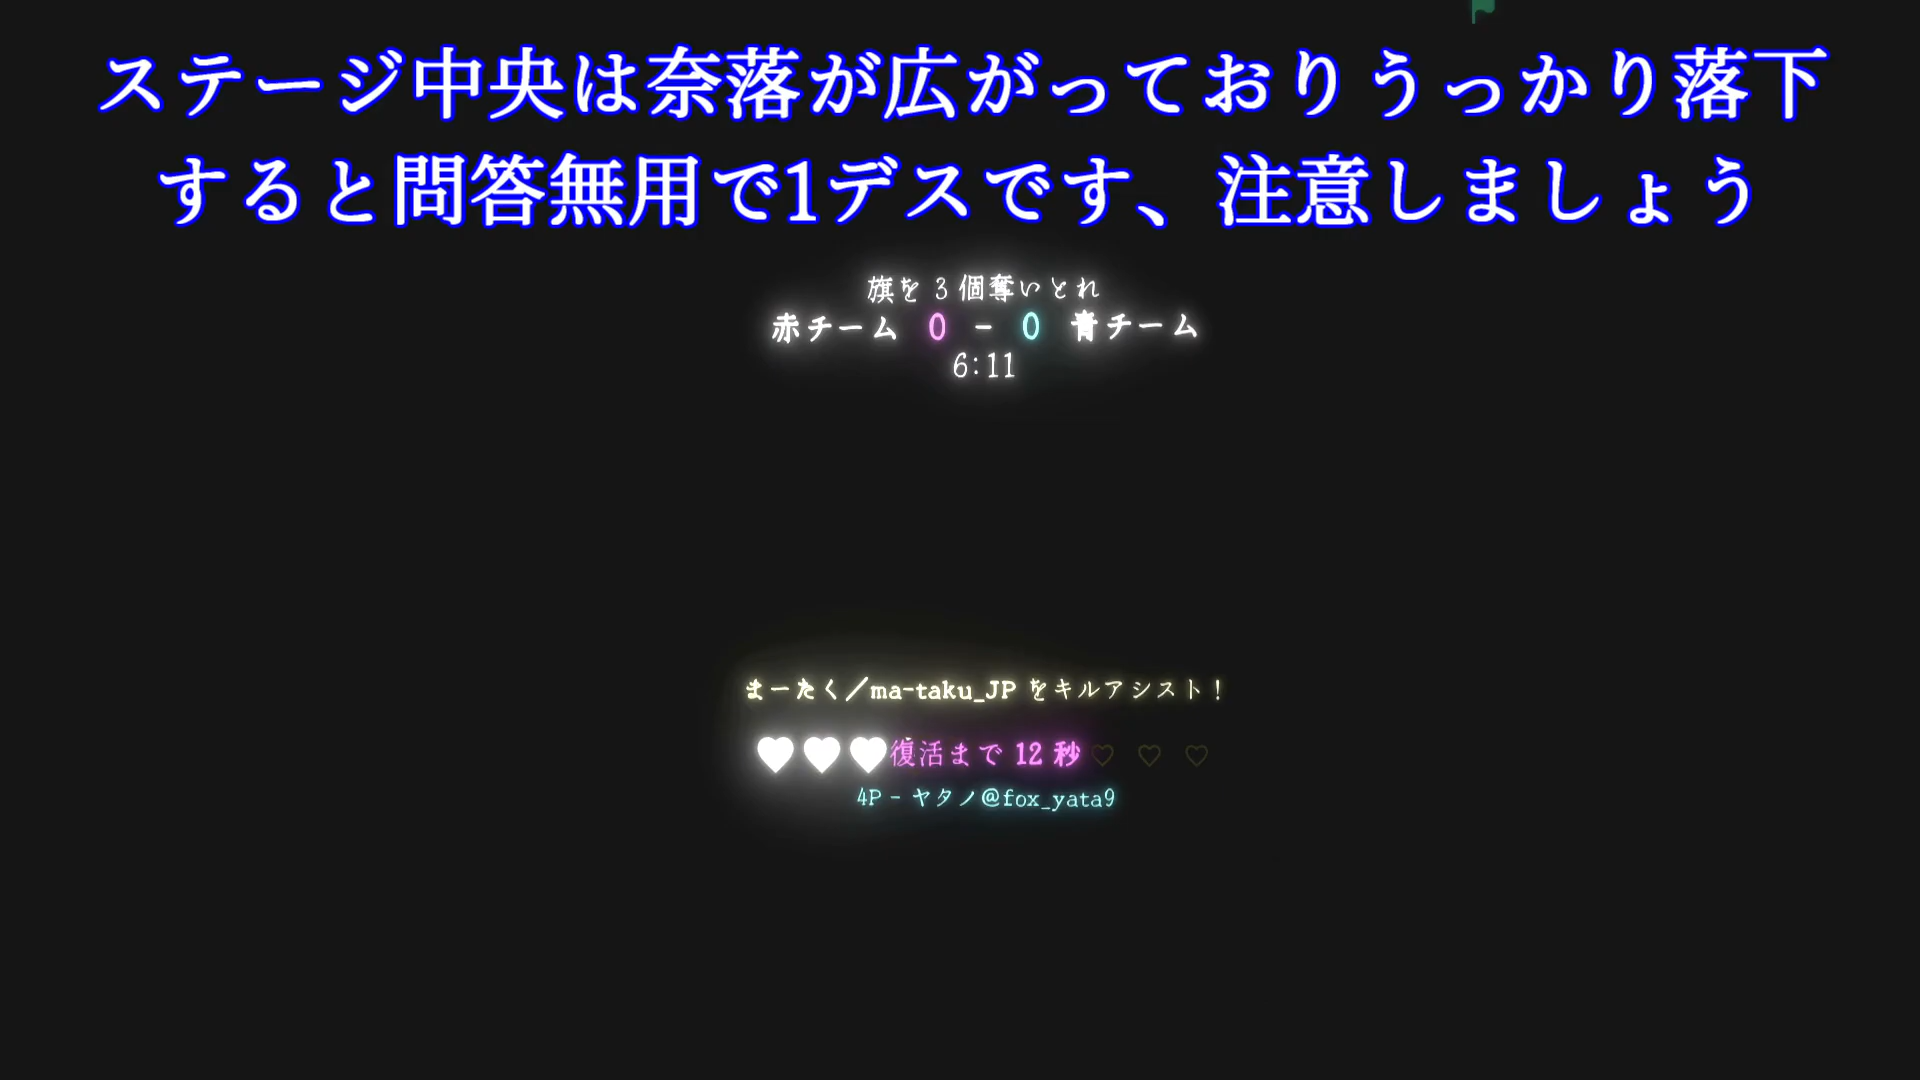 ステージ中央は奈落が広がっておりうっかり落下
すると問答無用で1デスです、注意しましょう
旗を 3 個奪いとれ
赤チーム 0 - 0 青チーム
6:11
まーたく／ma-taku_JP をキルアシスト！
復活まで 12 秒
4P - ヤタノ@fox_yata9